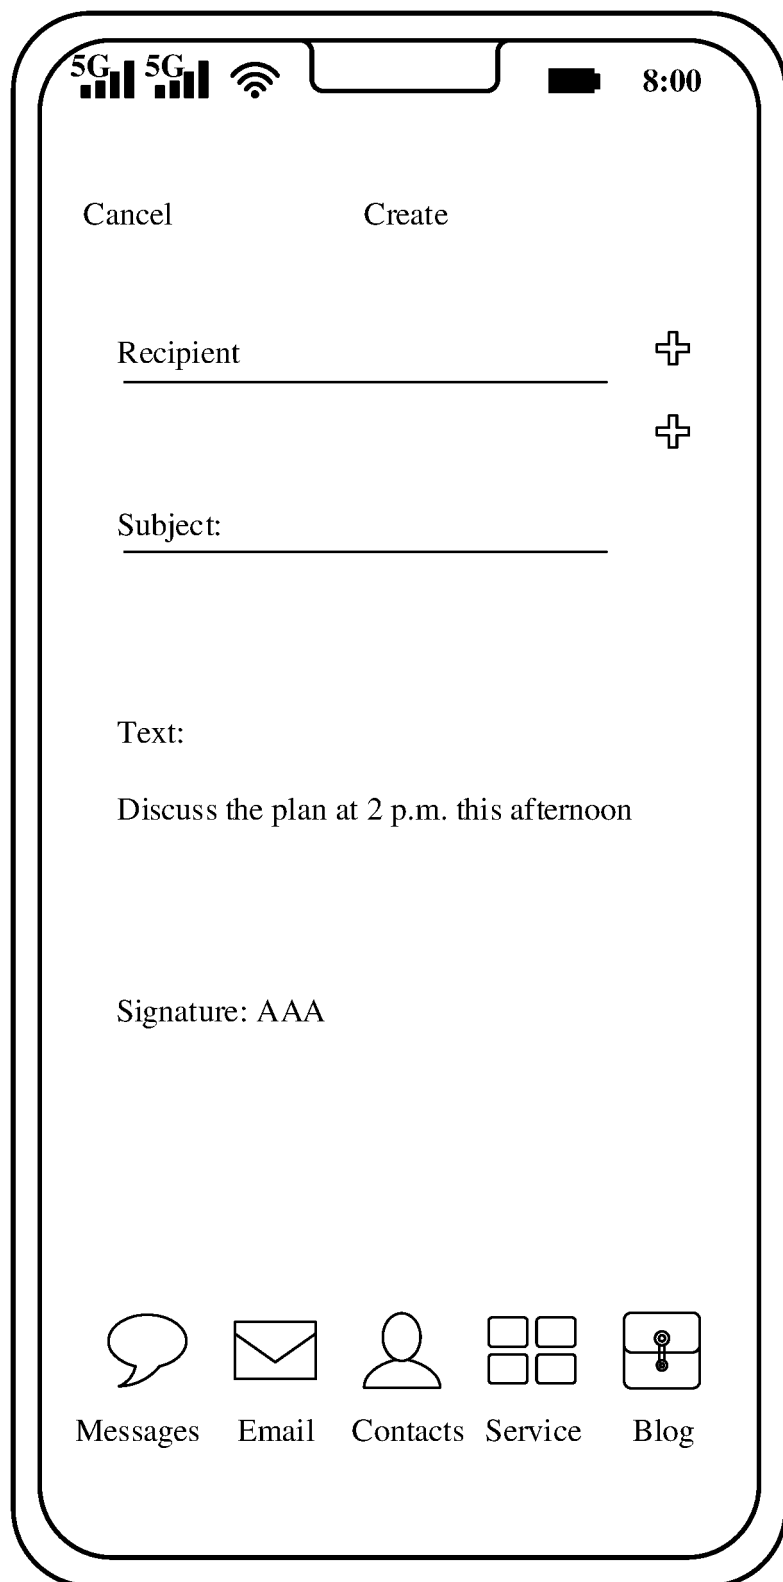 5G 5G 8:00
Cancel Create
Recipient
Subject:
Text:
Discuss the plan at 2 p.m. this afternoon
Signature: AAA
Messages Email Contacts Service Blog